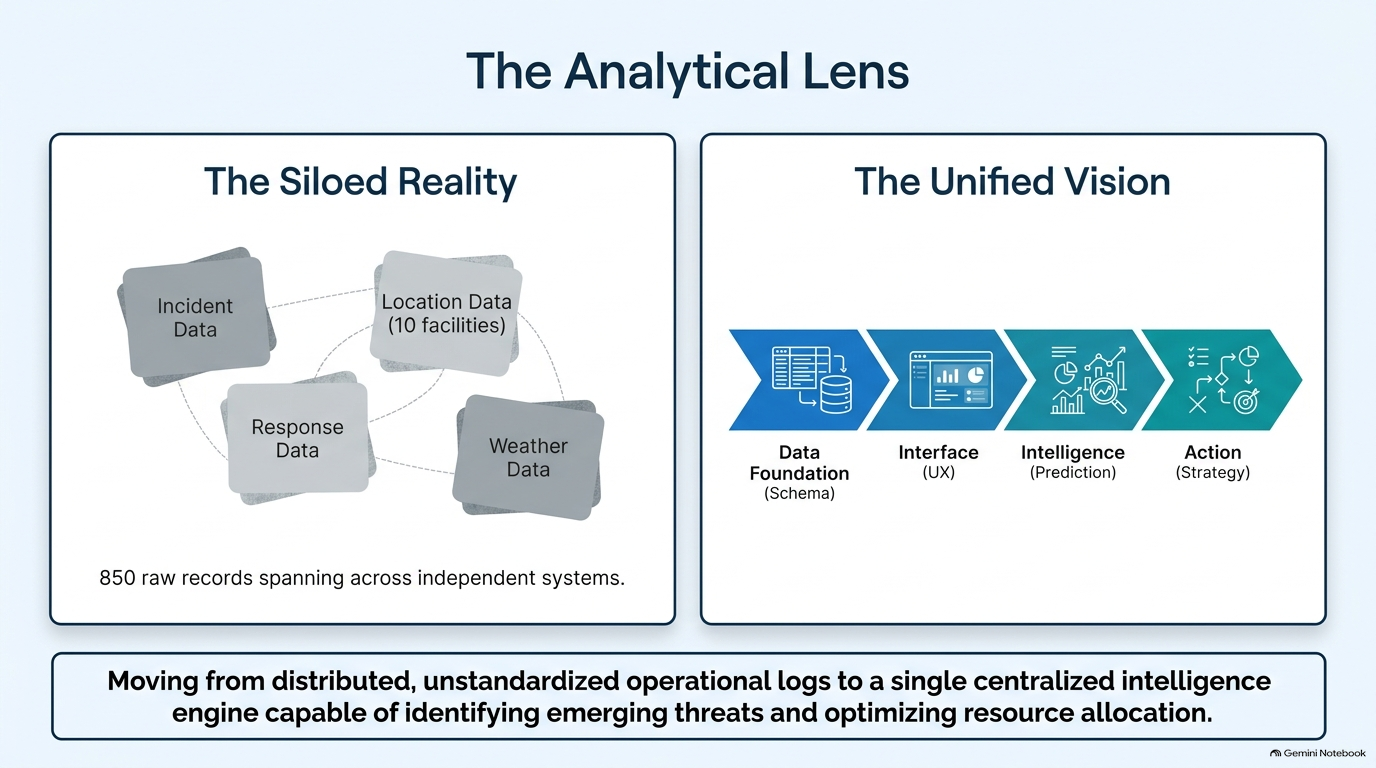 The Analytical Lens
The Siloed Reality
Incident
Data
Location Data
(10 facilities)
Response
Data
Weather
Data
850 raw records spanning across independent systems.
The Unified Vision
Data
Foundation
(Schema)
Interface
(UX)
Intelligence
(Prediction)
Action
(Strategy)
Moving from distributed, unstandardized operational logs to a single centralized intelligence
engine capable of identifying emerging threats and optimizing resource allocation.
Gemini Notebook